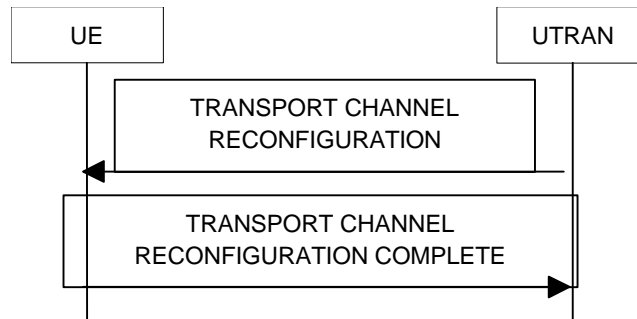 UE
UTRAN
TRANSPORT CHANNEL
RECONFIGURATION
TRANSPORT CHANNEL
RECONFIGURATION COMPLETE